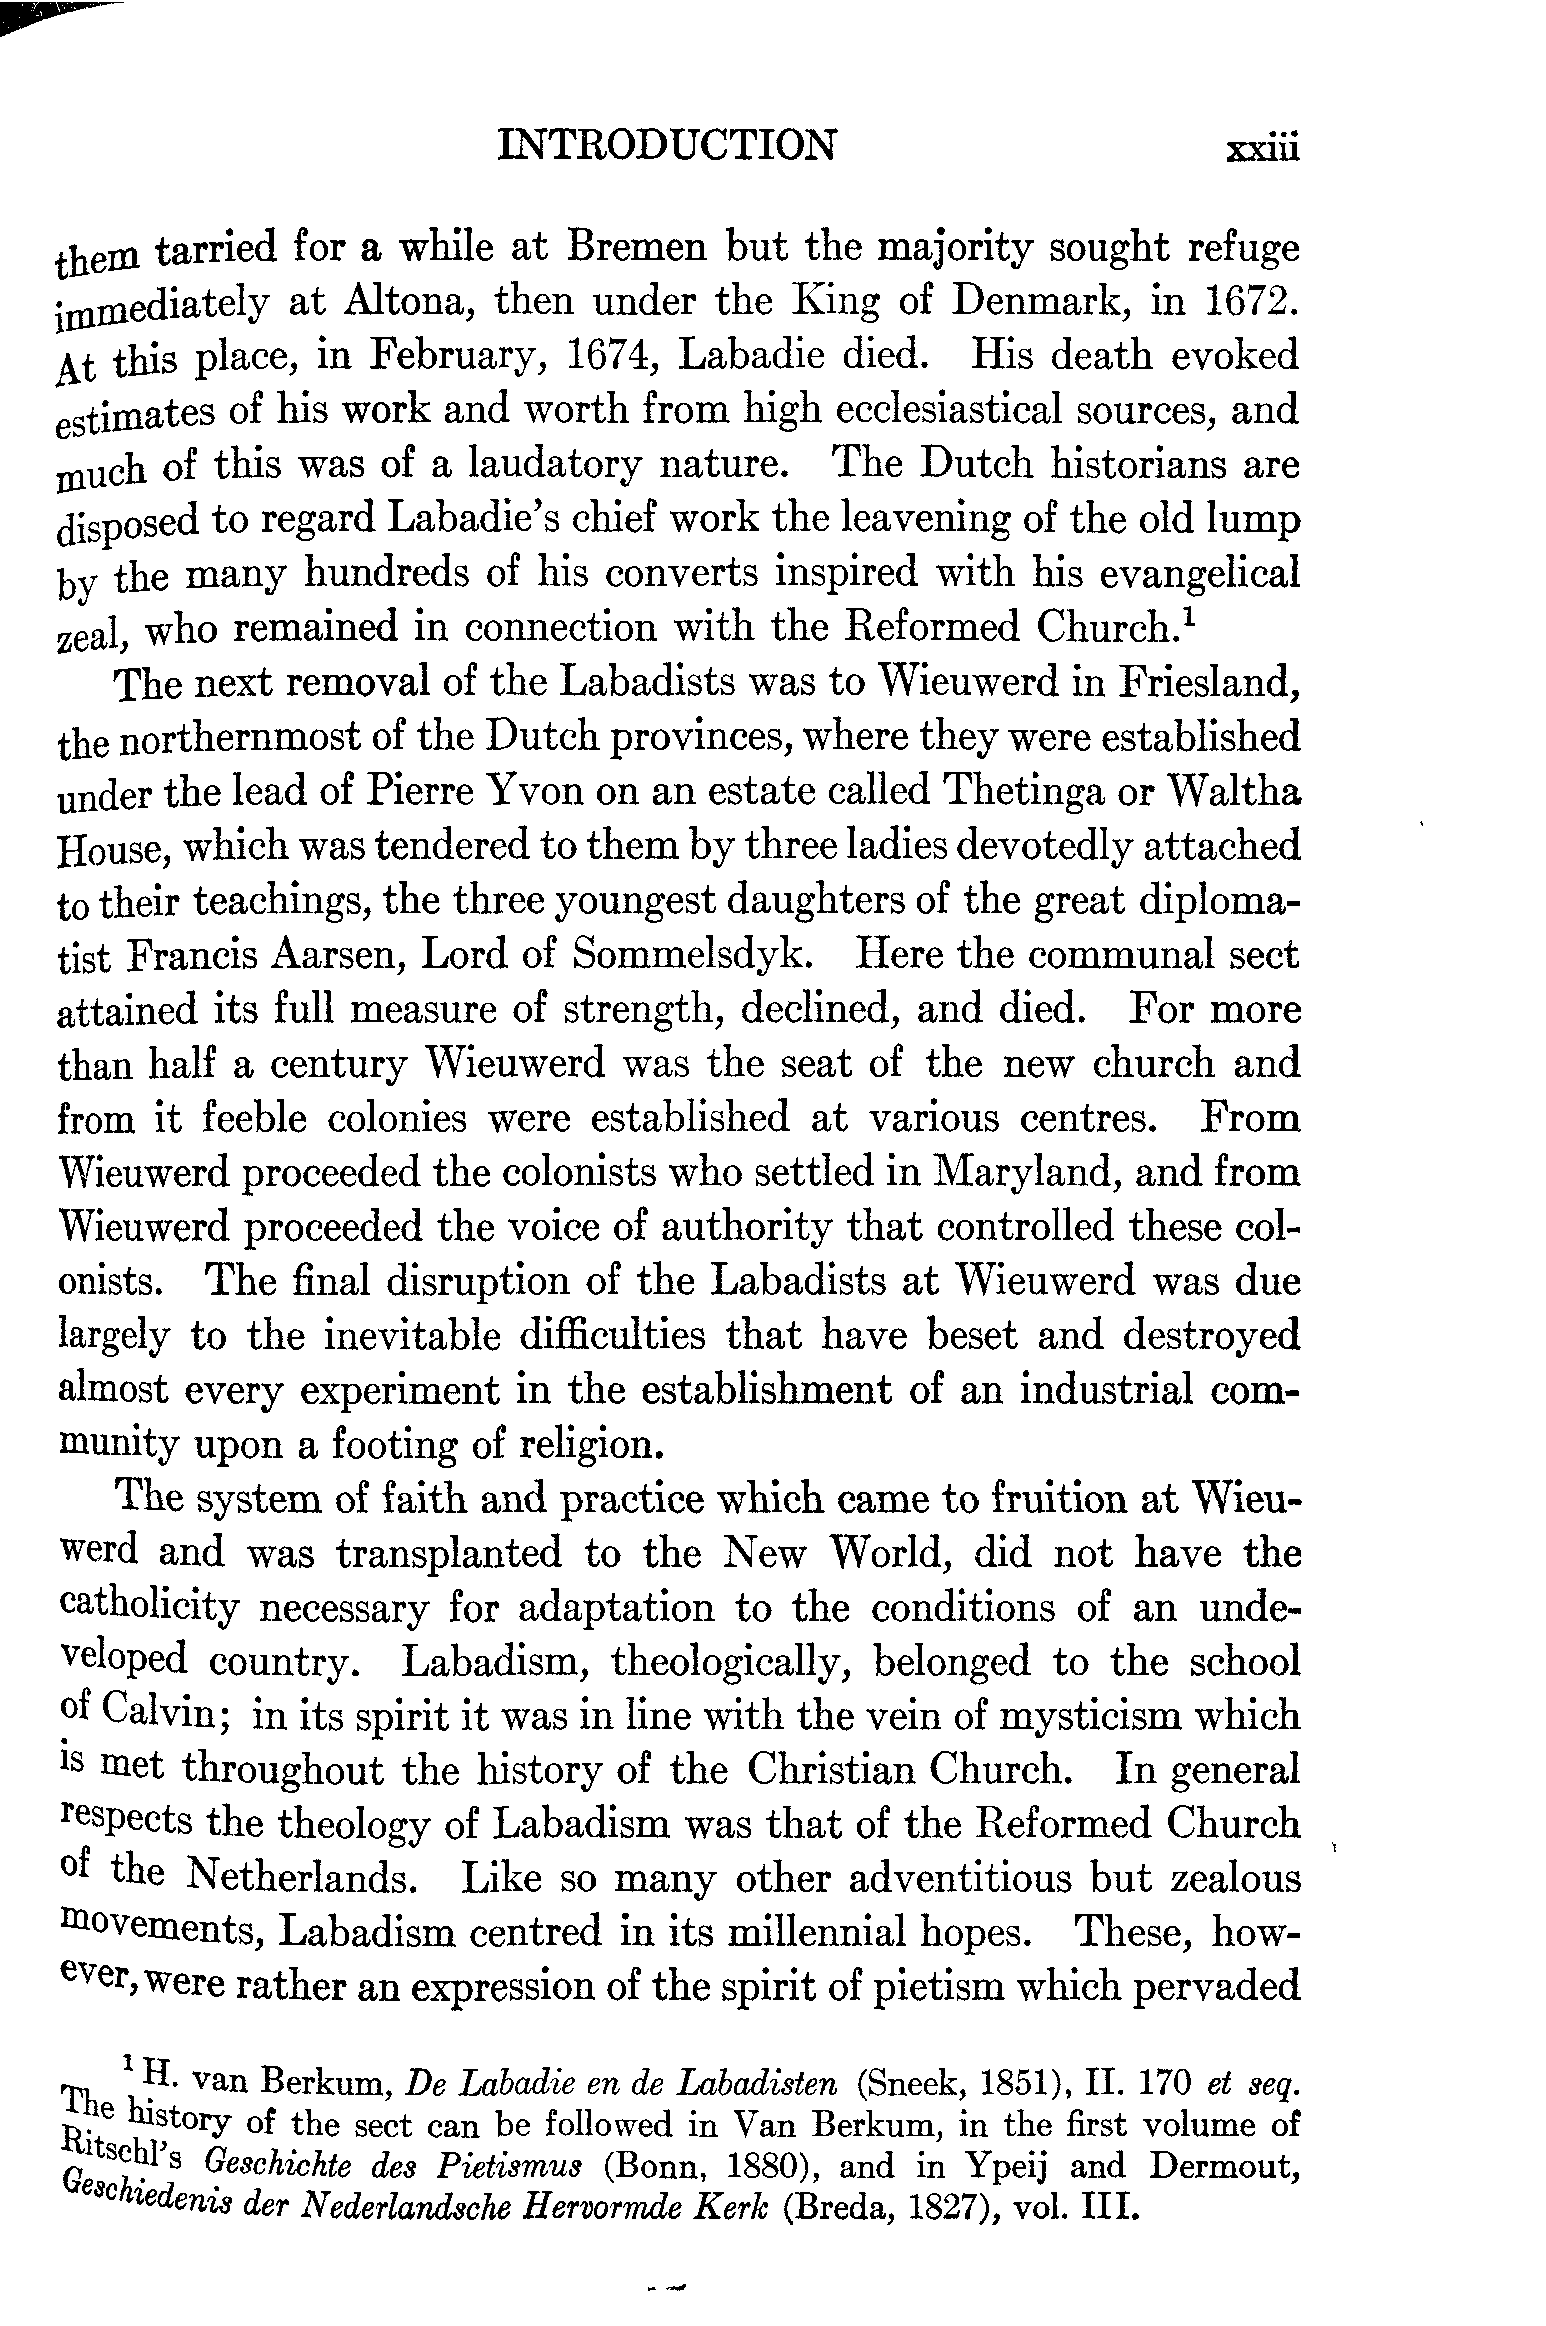 INTRODUCTION xxiii
them tarried for a while at Bremen but the majority sought refuge
immediately at Altona, then under the King of Denmark, in 1672.
At this place, in February, 1674, Labadie died. His death evoked
estimates of his work and worth from high ecclesiastical sources, and
much of this was of a laudatory nature. The Dutch historians are
disposed to regard Labadie's chief work the leavening of the old lump
by the many hundreds of his converts inspired with his evangelical
zeal, who remained in connection with the Reformed Church.¹
The next removal of the Labadists was to Wieuwerd in Friesland,
the northernmost of the Dutch provinces, where they were established
under the lead of Pierre Yvon on an estate called Thetinga or Waltha
House, which was tendered to them by three ladies devotedly attached
to their teachings, the three youngest daughters of the great diploma-
tist Francis Aarsen, Lord of Sommelsdyk. Here the communal sect
attained its full measure of strength, declined, and died. For more
than half a century Wieuwerd was the seat of the new church and
from it feeble colonies were established at various centres. From
Wieuwerd proceeded the colonists who settled in Maryland, and from
Wieuwerd proceeded the voice of authority that controlled these col-
onists. The final disruption of the Labadists at Wieuwerd was due
largely to the inevitable difficulties that have beset and destroyed
almost every experiment in the establishment of an industrial com-
munity upon a footing of religion.
The system of faith and practice which came to fruition at Wieu-
werd and was transplanted to the New World, did not have the
catholicity necessary for adaptation to the conditions of an unde-
veloped country. Labadism, theologically, belonged to the school
of Calvin; in its spirit it was in line with the vein of mysticism which
is met throughout the history of the Christian Church. In general
respects the theology of Labadism was that of the Reformed Church
of the Netherlands. Like so many other adventitious but zealous
movements, Labadism centred in its millennial hopes. These, how-
ever, were rather an expression of the spirit of pietism which pervaded
¹ H. van Berkum, De Labadie en de Labadisten (Sneek, 1851), II. 170 et seq.
The history of the sect can be followed in Van Berkum, in the first volume of
Ritschl's Geschichte des Pietismus (Bonn, 1880), and in Ypeij and Dermout,
Geschiedenis der Nederlandsche Hervormde Kerk (Breda, 1827), vol. III.